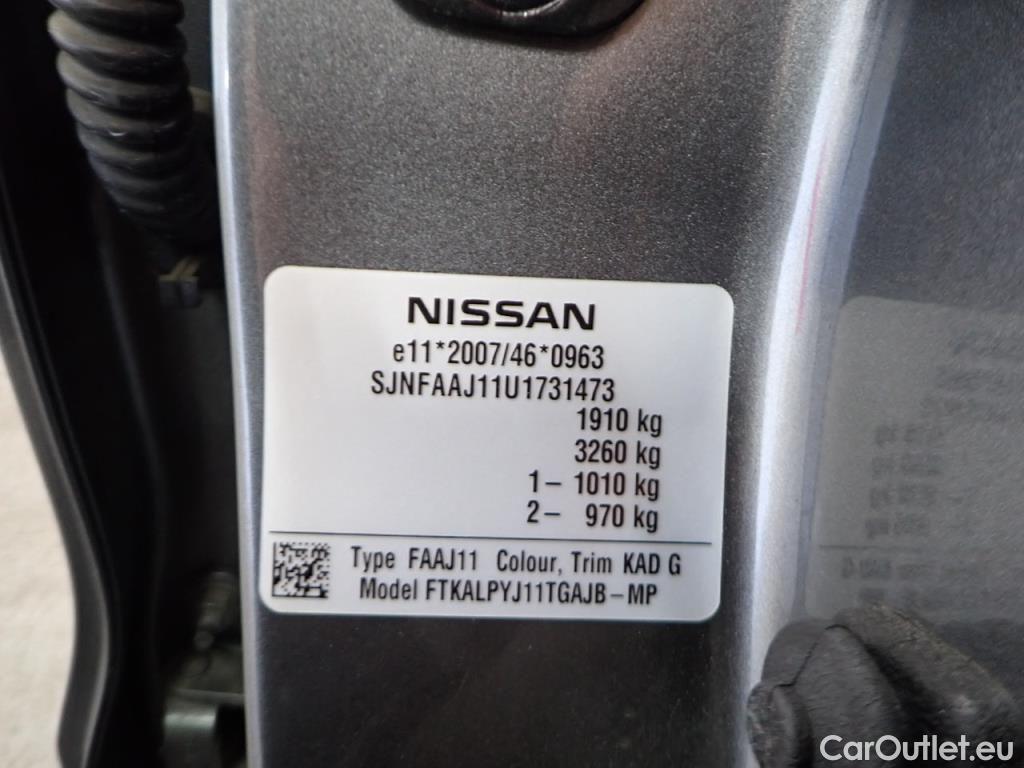 NISSAN
e11*2007/46*0963
SJNFAAJ11U1731473
1910 kg
3260 kg
1– 1010 kg
2– 970 kg
Type FAAJ11 Colour, Trim KAD G
Model FTKALPYJ11TGAJB–MP
CarOutlet.eu